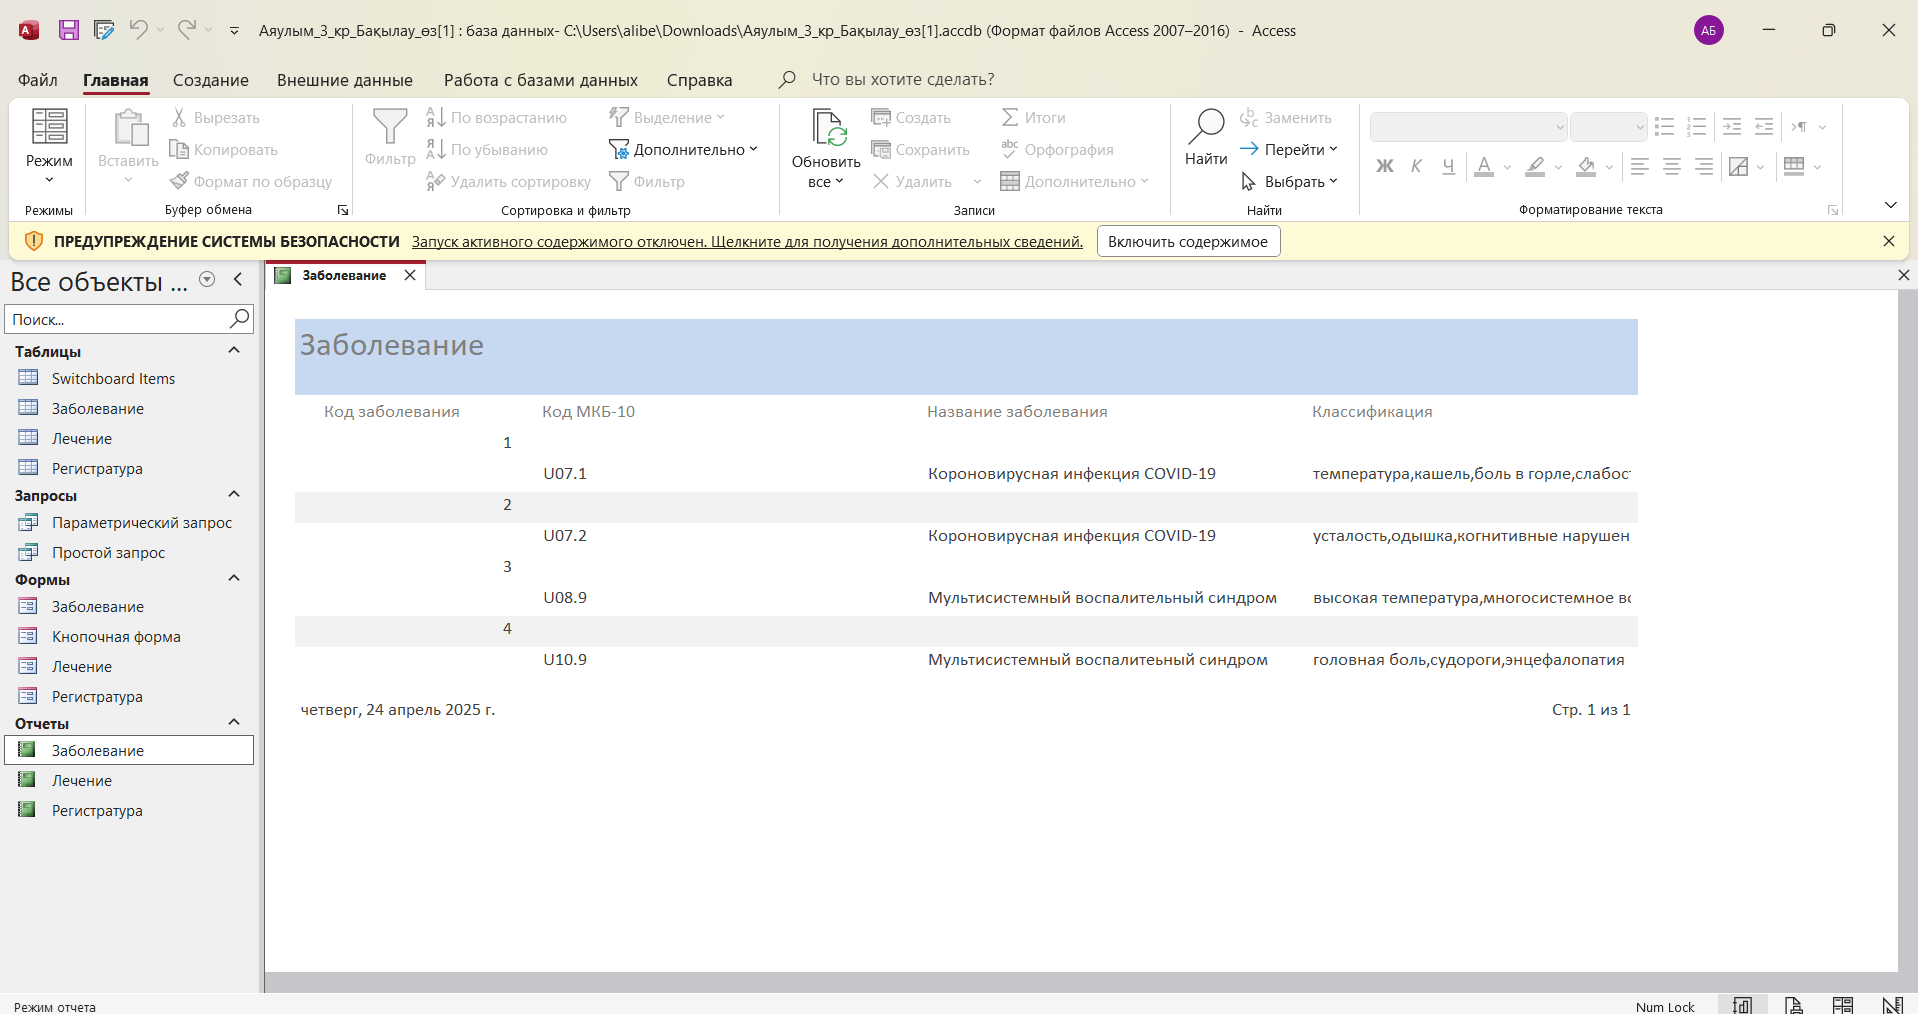 Аяулым_3_кр_Бақылау_өз[1] : база данных- C:\Users\alibe\Downloads\Аяулым_3_кр_Бақылау_өз[1].accdb (Формат файлов Access 2007–2016) - Access
АБ
Файл Главная Создание Внешние данные Работа с базами данных Справка Что вы хотите сделать?
Режим
Режимы
Вставить
Вырезать
Копировать
Формат по образцу
Буфер обмена
Фильтр
По возрастанию
По убыванию
Удалить сортировку
Выделение
Дополнительно
Фильтр
Сортировка и фильтр
Обновить
все
Создать
Сохранить
Удалить
Итоги
Орфография
Дополнительно
Записи
Найти
Заменить
Перейти
Выбрать
Найти
Ж К Ч А
Форматирование текста
ПРЕДУПРЕЖДЕНИЕ СИСТЕМЫ БЕЗОПАСНОСТИ Запуск активного содержимого отключен. Щелкните для получения дополнительных сведений. Включить содержимое
Все объекты ...
Поиск...
Таблицы
Switchboard Items
Заболевание
Лечение
Регистратура
Запросы
Параметрический запрос
Простой запрос
Формы
Заболевание
Кнопочная форма
Лечение
Регистратура
Отчеты
Заболевание
Лечение
Регистратура
Заболевание
Заболевание
Код заболевания Код МКБ-10 Название заболевания Классификация
1
U07.1 Короновирусная инфекция COVID-19 температура,кашель,боль в горле,слабост
2
U07.2 Короновирусная инфекция COVID-19 усталость,одышка,когнитивные нарушен
3
U08.9 Мультисистемный воспалительный синдром высокая температура,многосистемное во
4
U10.9 Мультисистемный воспалитеьный синдром головная боль,судороги,энцефалопатия
четверг, 24 апрель 2025 г. Стр. 1 из 1
Режим отчета Num Lock